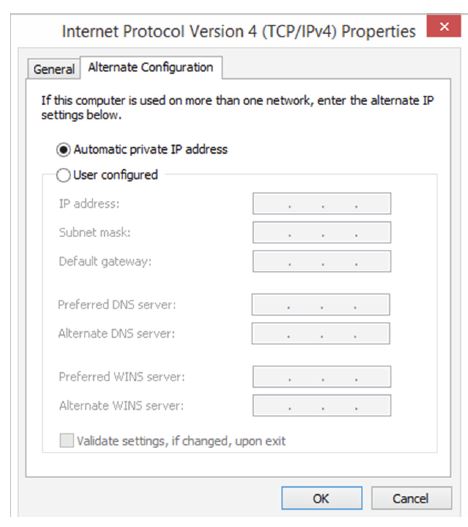 Internet Protocol Version 4 (TCP/IPv4) Properties
General Alternate Configuration
If this computer is used on more than one network, enter the alternate IP
settings below.
Automatic private IP address
User configured
IP address:
Subnet mask:
Default gateway:
Preferred DNS server:
Alternate DNS server:
Preferred WINS server:
Alternate WINS server:
Validate settings, if changed, upon exit
OK Cancel